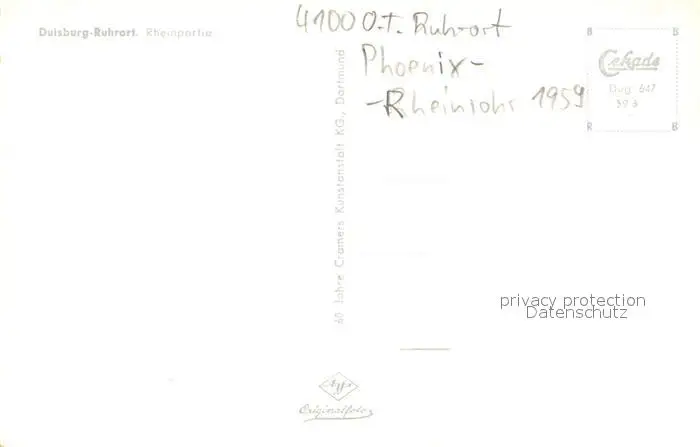 Duisburg-Ruhrort. Rheinpartie
4100 O.T. Ruhrort
Phoenix-
-Rheinrohr 1959
60 Jahre Cramers Kunstanstalt KG., Dortmund
B B
Cekade
Dug 647
59 6
R B
privacy protection
Datenschutz
Agfa
Originalfoto